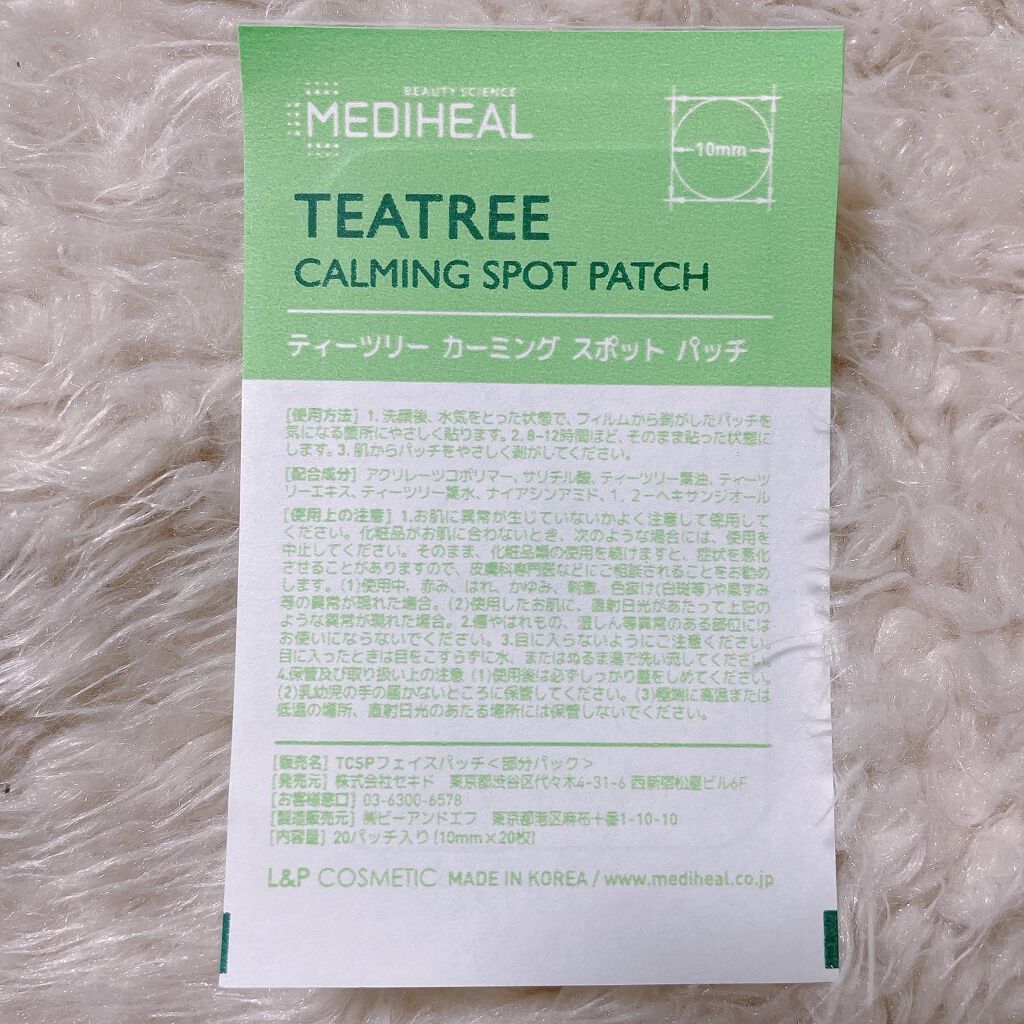 BEAUTY SCIENCE
MEDIHEAL
10mm
TEATREE
CALMING SPOT PATCH
ティーツリー カーミング スポット パッチ
[使用方法] 1. 洗顔後、水気をとった状態で、フィルムから剥がしたパッチを
気になる箇所にやさしく貼ります。2. 8~12時間ほど、そのまま貼った状態に
します。3. 肌からパッチをやさしく剥がしてください。
[配合成分] アクリレーツコポリマー、サリチル酸、ティーツリー葉油、ティーツ
リーエキス、ティーツリー葉水、ナイアシンアミド、1, 2-ヘキサンジオール
[使用上の注意] 1.お肌に異常が生じていないかよく注意して使用して
ください。化粧品がお肌に合わないとき、次のような場合には、使用を
中止してください。そのまま、化粧品類の使用を続けますと、症状を悪化
させることがありますので、皮膚科専門医などにご相談されることをお勧め
します。(1)使用中、赤み、はれ、かゆみ、刺激、色抜け(白斑等)や黒ずみ
等の異常が現れた場合。(2)使用したお肌に、直射日光があたって上記の
ような異常が現れた場合。2.傷やはれもの、湿しん等異常のある部位には
お使いにならないでください。3.目に入らないようにご注意ください。
目に入ったときは目をこすらずに水、またはぬるま湯で洗い流してください。
4.保管及び取り扱い上の注意 (1)使用後は必ずしっかり蓋をしめてください。
(2)乳幼児の手の届かないところに保管してください。(3)極端に高温または
低温の場所、直射日光のあたる場所には保管しないでください。
[販売名] TCSPフェイスパッチ<部分パック>
[発売元] 株式会社セキド 東京都渋谷区代々木4-31-6 西新宿松屋ビル6F
[お客様窓口] 03-6300-6578
[製造販売元] ㈱ビーアンドエフ 東京都港区麻布十番1-10-10
[内容量] 20パッチ入り (10mm×20枚)
L&P COSMETIC MADE IN KOREA / www.mediheal.co.jp